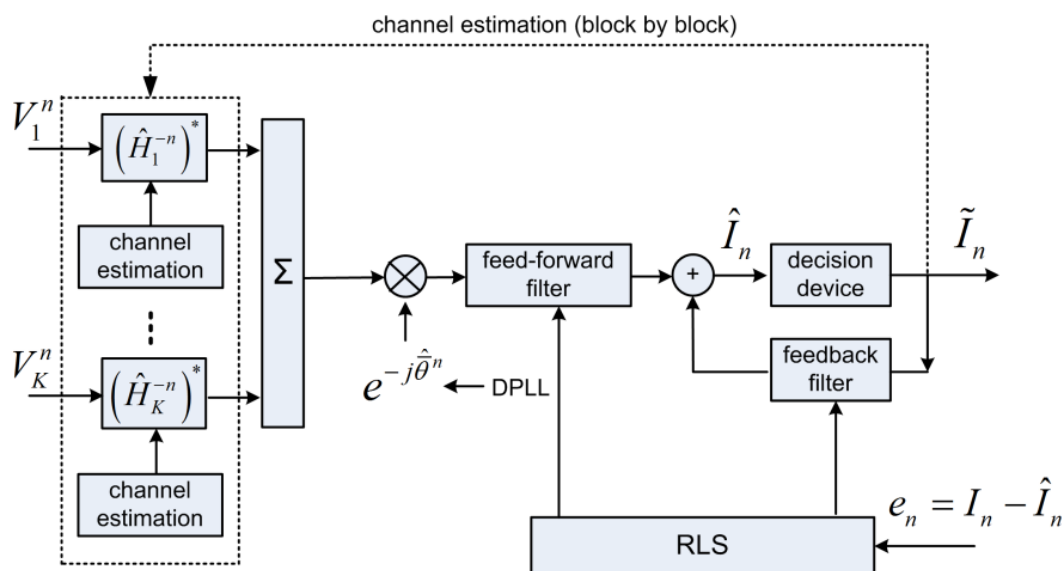 channel estimation (block by block)
V_1^n
(Ĥ_1^{-n})^*
channel
estimation
V_K^n
(Ĥ_K^{-n})^*
channel
estimation
Σ
e^{-j\hat{\bar{θ}}^n}
DPLL
feed-forward
filter
+
Î_n
decision
device
Ĩ_n
feedback
filter
RLS
e_n = I_n − Î_n